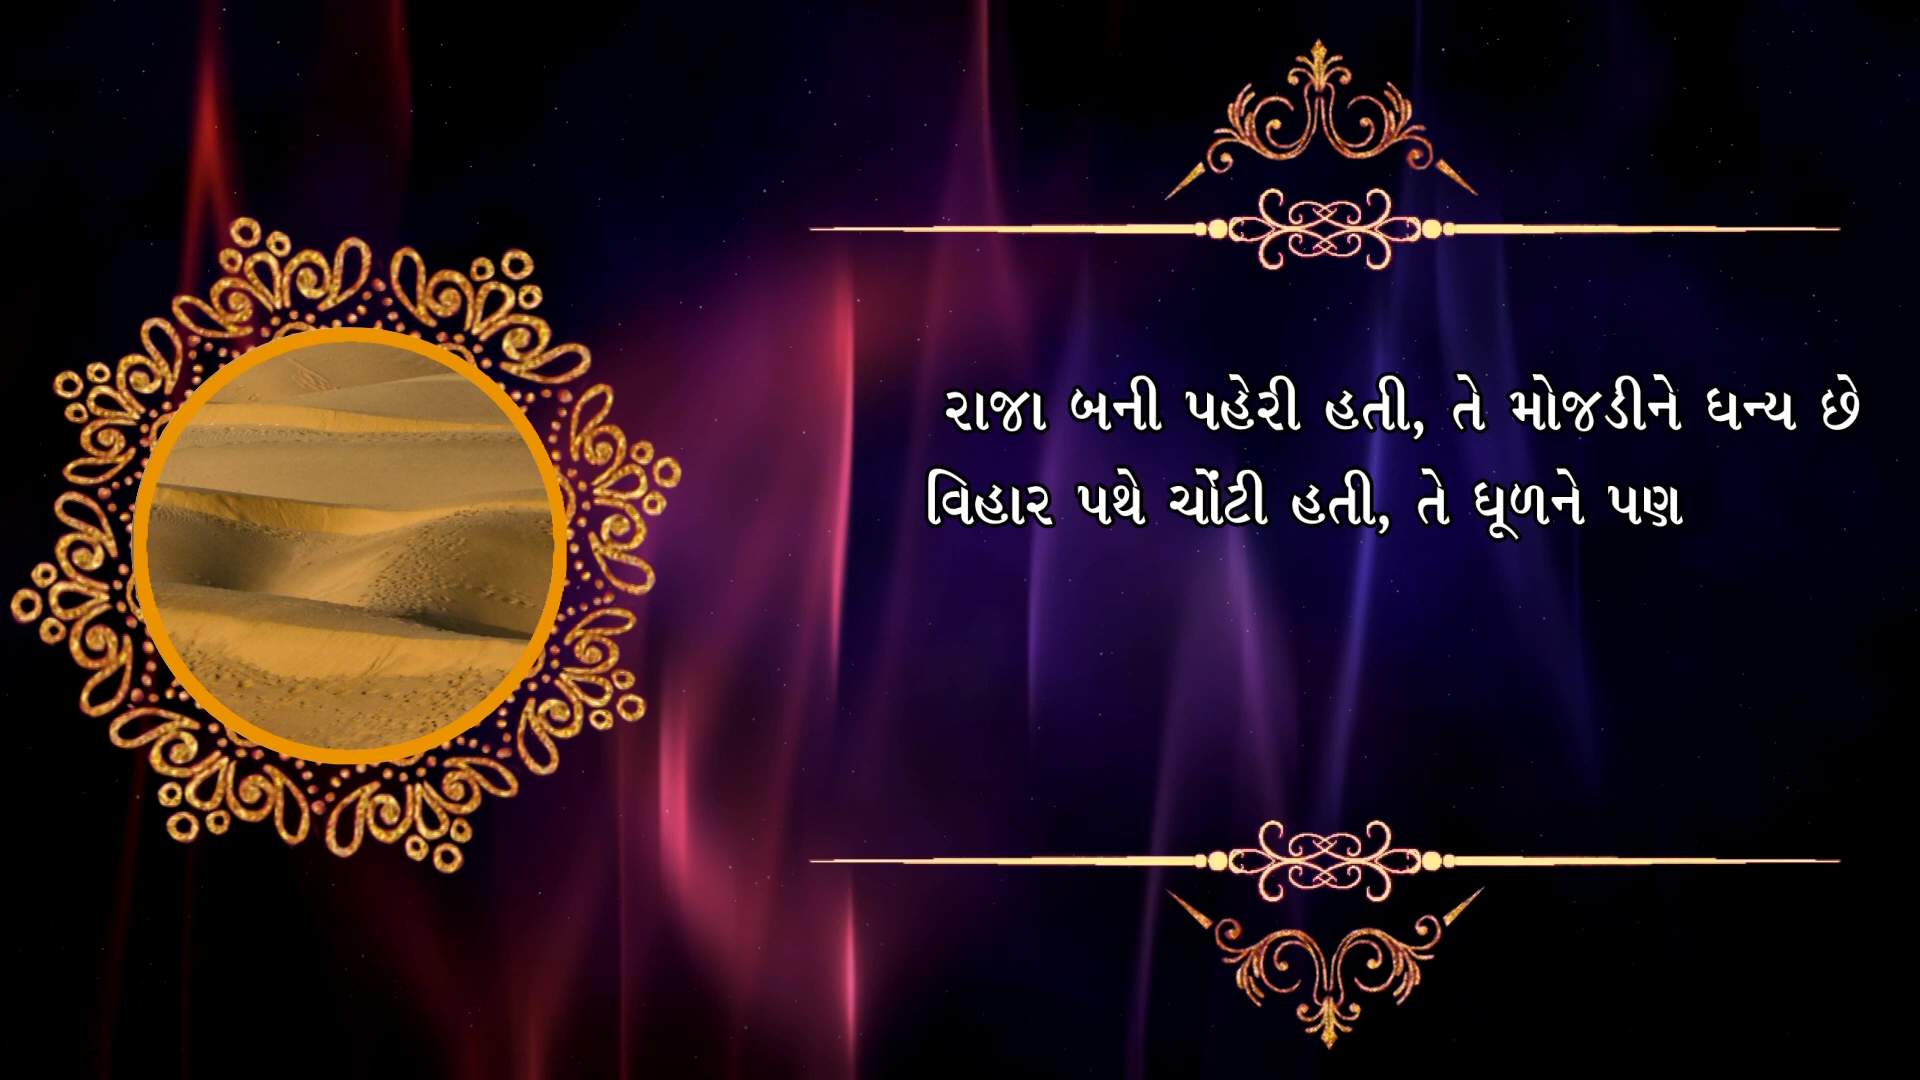 રાજા બની પહેરી હતી, તે મોજડીને ધન્ય છે
વિહાર પથે ચોંટી હતી, તે ધૂળને પણ